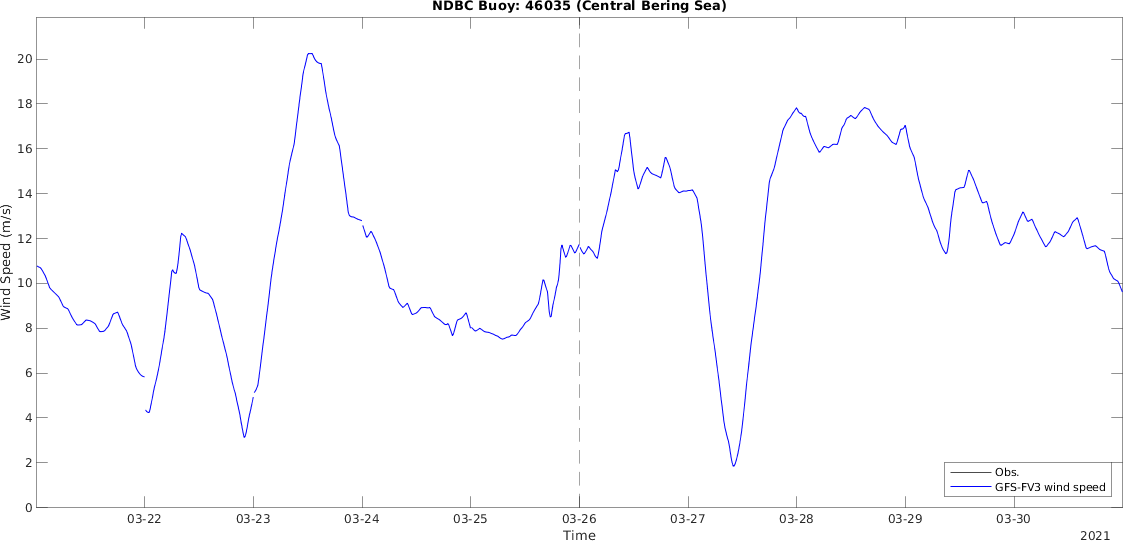 NDBC Buoy: 46035 (Central Bering Sea)
Wind Speed (m/s)
20
18
16
14
12
10
8
6
4
2
0
Obs.
GFS-FV3 wind speed
03-22 03-23 03-24 03-25 03-26 03-27 03-28 03-29 03-30
Time
2021